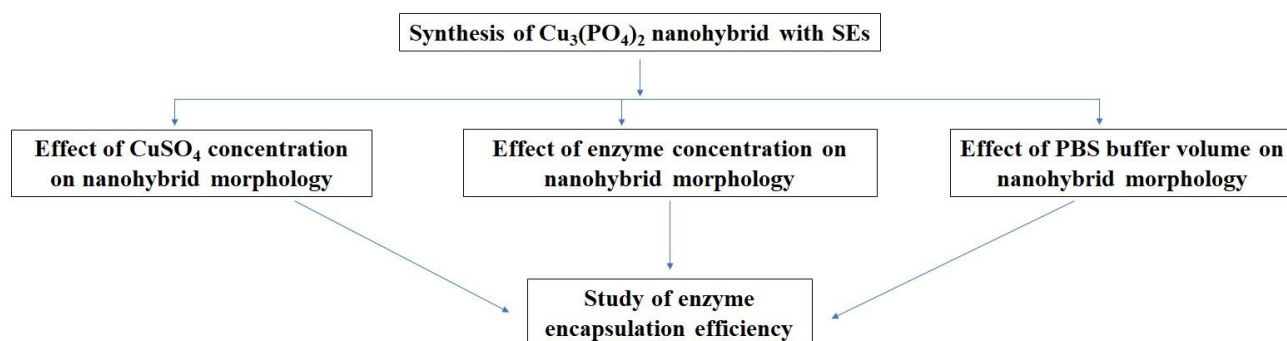 Synthesis of Cu₃(PO₄)₂ nanohybrid with SEs
Effect of CuSO₄ concentration
on nanohybrid morphology
Effect of enzyme concentration on
nanohybrid morphology
Effect of PBS buffer volume on
nanohybrid morphology
Study of enzyme
encapsulation efficiency